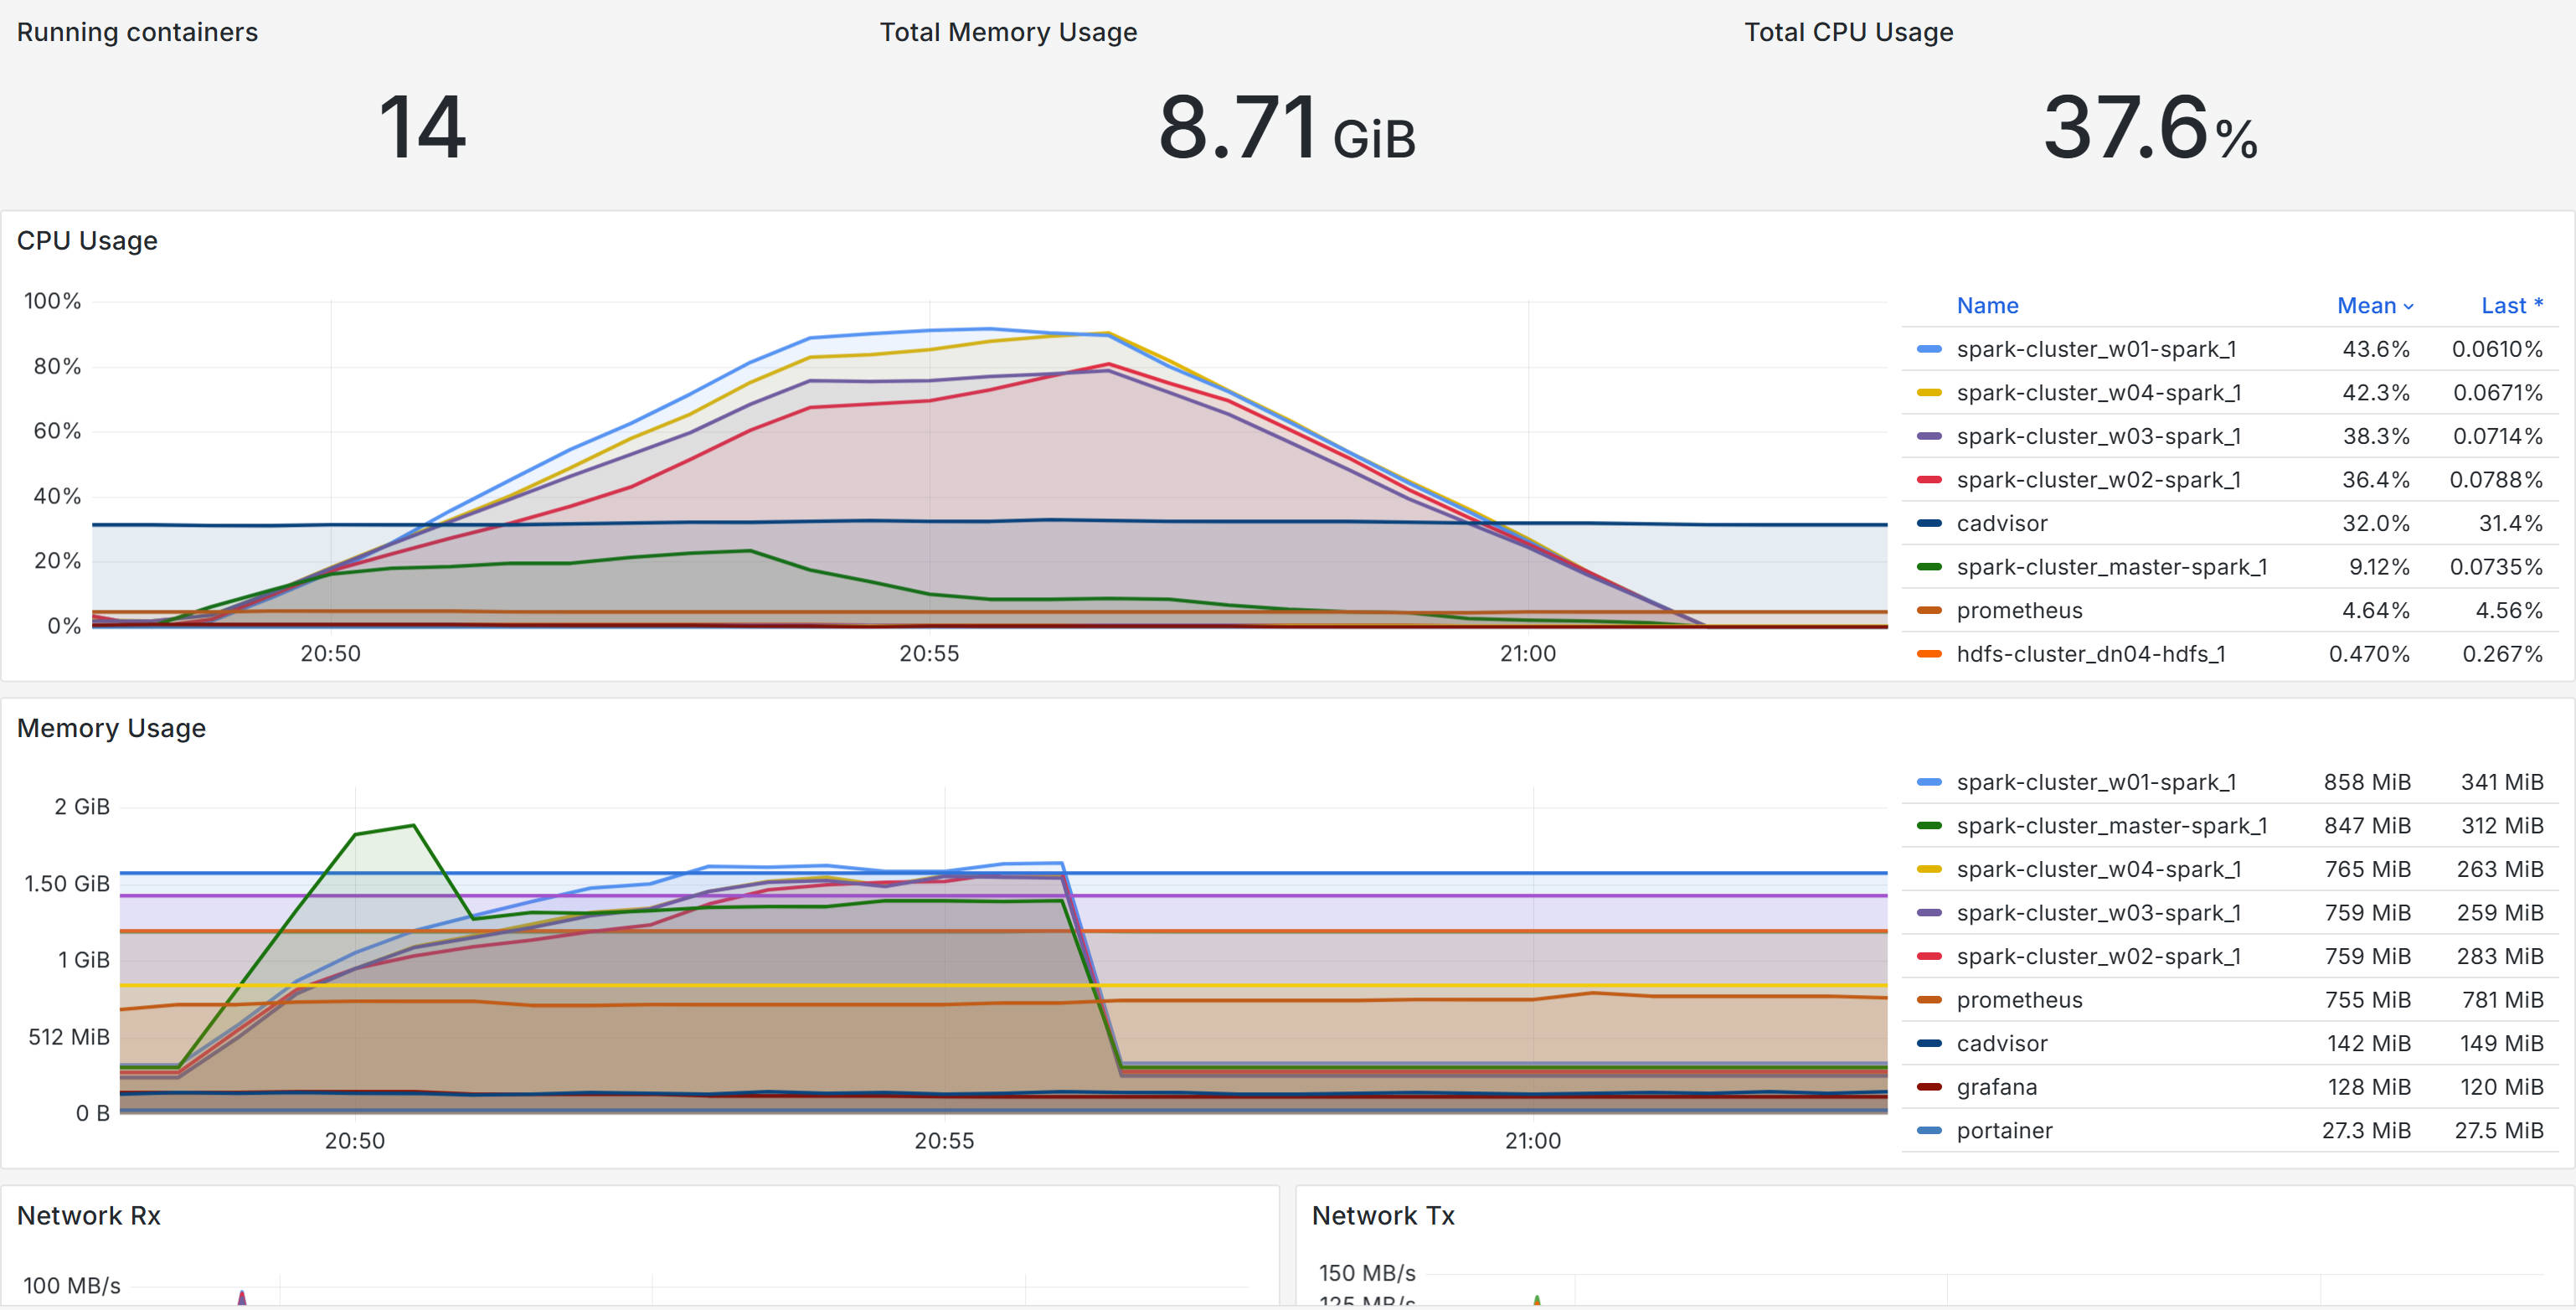 Running containers
Total Memory Usage
Total CPU Usage
14
8.71 GiB
37.6%
CPU Usage
100%
80%
60%
40%
20%
0%
20:50
20:55
21:00
Name Mean Last *
spark-cluster_w01-spark_1 43.6% 0.0610%
spark-cluster_w04-spark_1 42.3% 0.0671%
spark-cluster_w03-spark_1 38.3% 0.0714%
spark-cluster_w02-spark_1 36.4% 0.0788%
cadvisor 32.0% 31.4%
spark-cluster_master-spark_1 9.12% 0.0735%
prometheus 4.64% 4.56%
hdfs-cluster_dn04-hdfs_1 0.470% 0.267%
Memory Usage
2 GiB
1.50 GiB
1 GiB
512 MiB
0 B
20:50
20:55
21:00
spark-cluster_w01-spark_1 858 MiB 341 MiB
spark-cluster_master-spark_1 847 MiB 312 MiB
spark-cluster_w04-spark_1 765 MiB 263 MiB
spark-cluster_w03-spark_1 759 MiB 259 MiB
spark-cluster_w02-spark_1 759 MiB 283 MiB
prometheus 755 MiB 781 MiB
cadvisor 142 MiB 149 MiB
grafana 128 MiB 120 MiB
portainer 27.3 MiB 27.5 MiB
Network Rx
100 MB/s
Network Tx
150 MB/s
125 MB/s